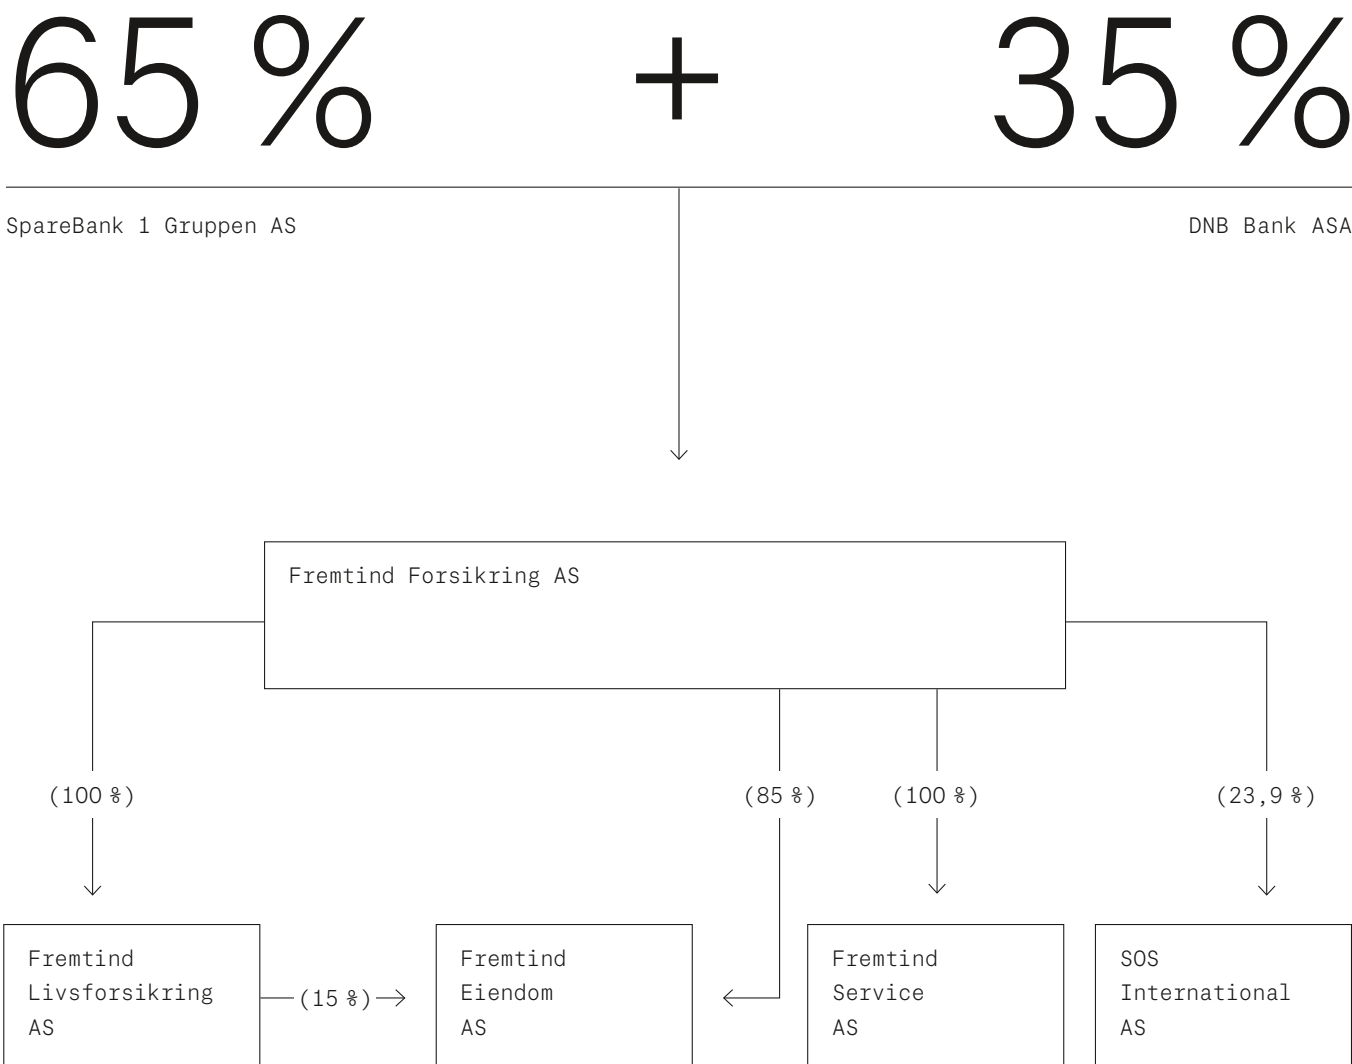 65 % + 35 %
SpareBank 1 Gruppen AS
DNB Bank ASA
Fremtind Forsikring AS
(100 %)
(85 %)
(100 %)
(23,9 %)
Fremtind
Livsforsikring
AS
(15 %)
Fremtind
Eiendom
AS
Fremtind
Service
AS
SOS
International
AS